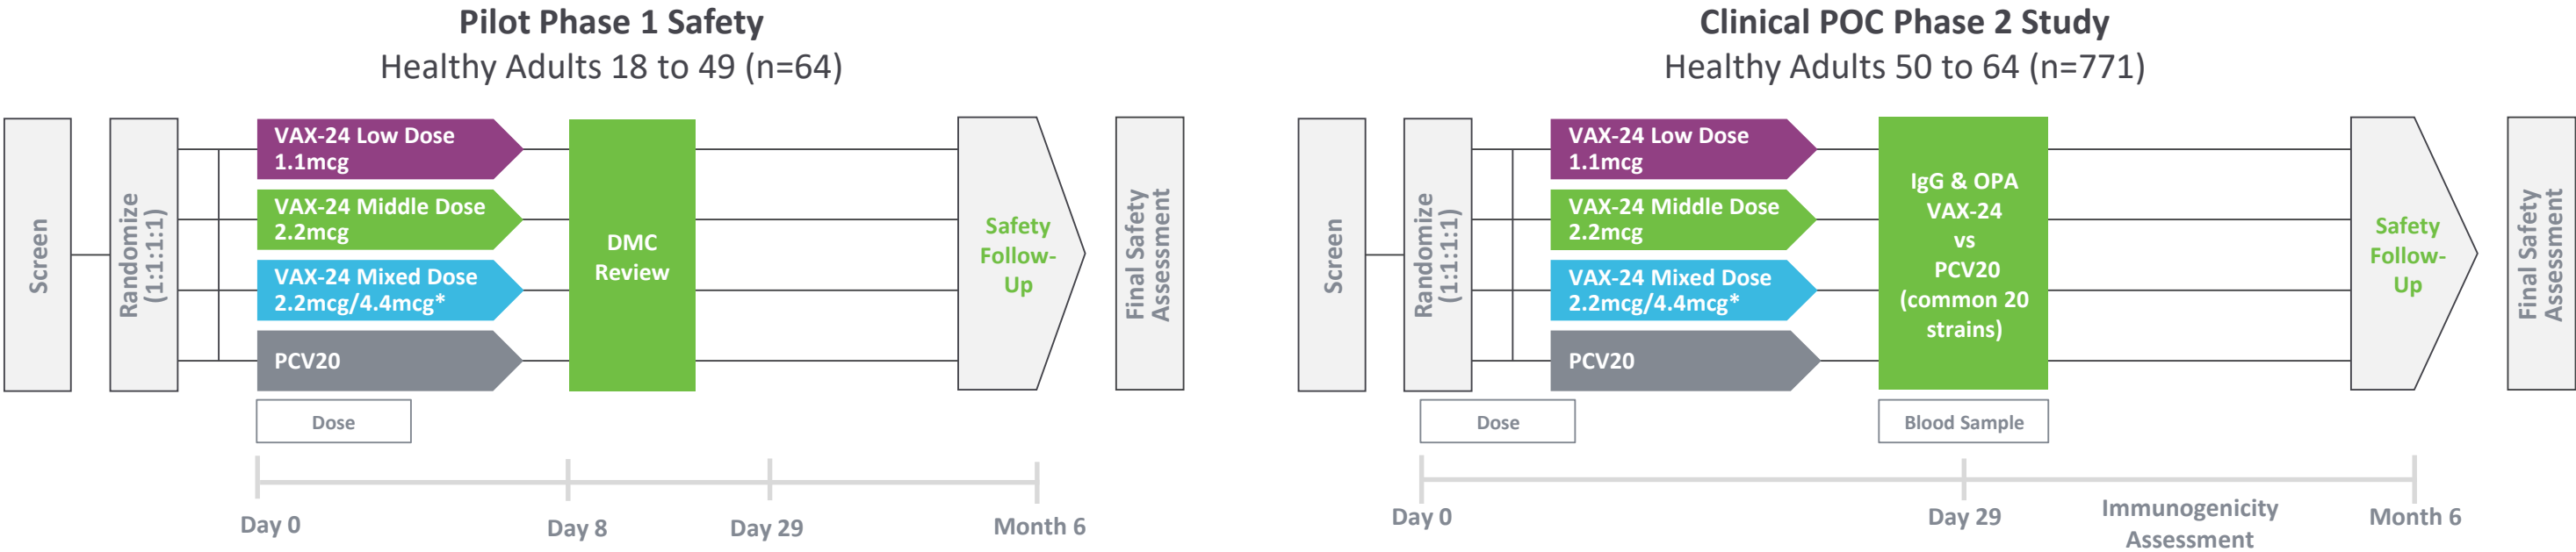 Pilot Phase 1 Safety
Healthy Adults 18 to 49 (n=64)
Screen
Randomize
(1:1:1:1)
VAX-24 Low Dose
1.1mcg
VAX-24 Middle Dose
2.2mcg
VAX-24 Mixed Dose
2.2mcg/4.4mcg*
PCV20
DMC
Review
Safety
Follow-
Up
Final Safety
Assessment
Dose
Day 0
Day 8
Day 29
Month 6
Clinical POC Phase 2 Study
Healthy Adults 50 to 64 (n=771)
Screen
Randomize
(1:1:1:1)
VAX-24 Low Dose
1.1mcg
VAX-24 Middle Dose
2.2mcg
VAX-24 Mixed Dose
2.2mcg/4.4mcg*
PCV20
IgG & OPA
VAX-24
vs
PCV20
(common 20
strains)
Safety
Follow-
Up
Final Safety
Assessment
Dose
Blood Sample
Day 0
Day 29
Immunogenicity
Assessment
Month 6